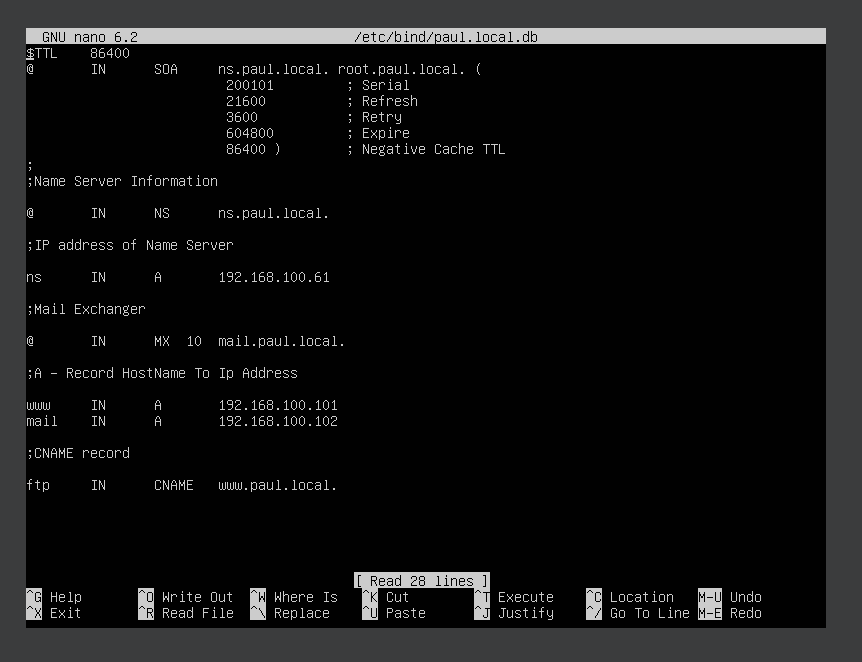 GNU nano 6.2 /etc/bind/paul.local.db
$TTL 86400
@ IN SOA ns.paul.local. root.paul.local. (
200101 ; Serial
21600 ; Refresh
3600 ; Retry
604800 ; Expire
86400 ) ; Negative Cache TTL
;
;Name Server Information
@ IN NS ns.paul.local.
;IP address of Name Server
ns IN A 192.168.100.61
;Mail Exchanger
@ IN MX 10 mail.paul.local.
;A - Record HostName To Ip Address
www IN A 192.168.100.101
mail IN A 192.168.100.102
;CNAME record
ftp IN CNAME www.paul.local.
[ Read 28 lines ]
^G Help ^O Write Out ^W Where Is ^K Cut ^T Execute ^C Location M-U Undo
^X Exit ^R Read File ^\ Replace ^U Paste ^J Justify ^/ Go To Line M-E Redo